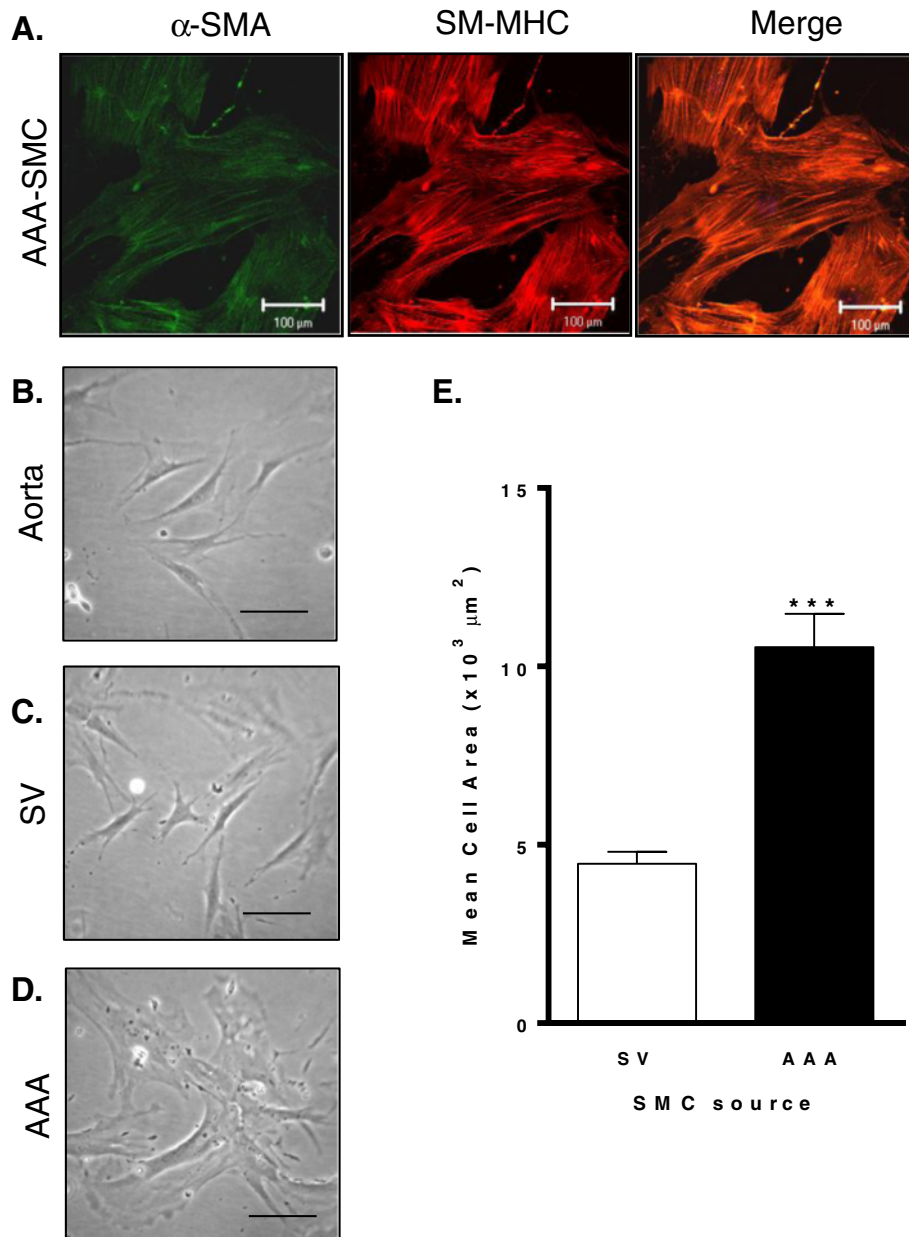 A.
α-SMA SM-MHC Merge
AAA-SMC
100 µm 100 µm 100 µm
B.
Aorta
C.
SV
D.
AAA
E.
Mean Cell Area (x10³ µm²)
15
10
5
0
***
SV AAA
SMC source